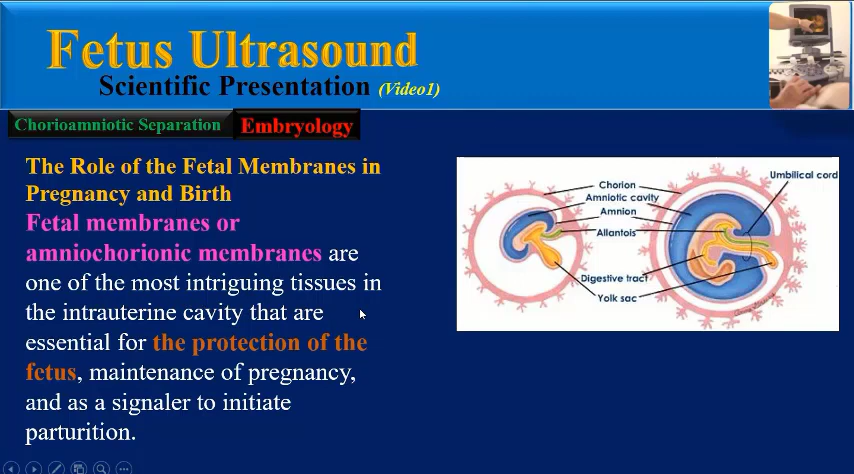 Fetus Ultrasound
Scientific Presentation (Video1)
Chorioamniotic Separation
Embryology
The Role of the Fetal Membranes in
Pregnancy and Birth
Fetal membranes or
amniochorionic membranes are
one of the most intriguing tissues in
the intrauterine cavity that are
essential for the protection of the
fetus, maintenance of pregnancy,
and as a signaler to initiate
parturition.
Umbilical cord
Chorion
Amniotic cavity
Amnion
Allantois
Digestive tract
Yolk sac